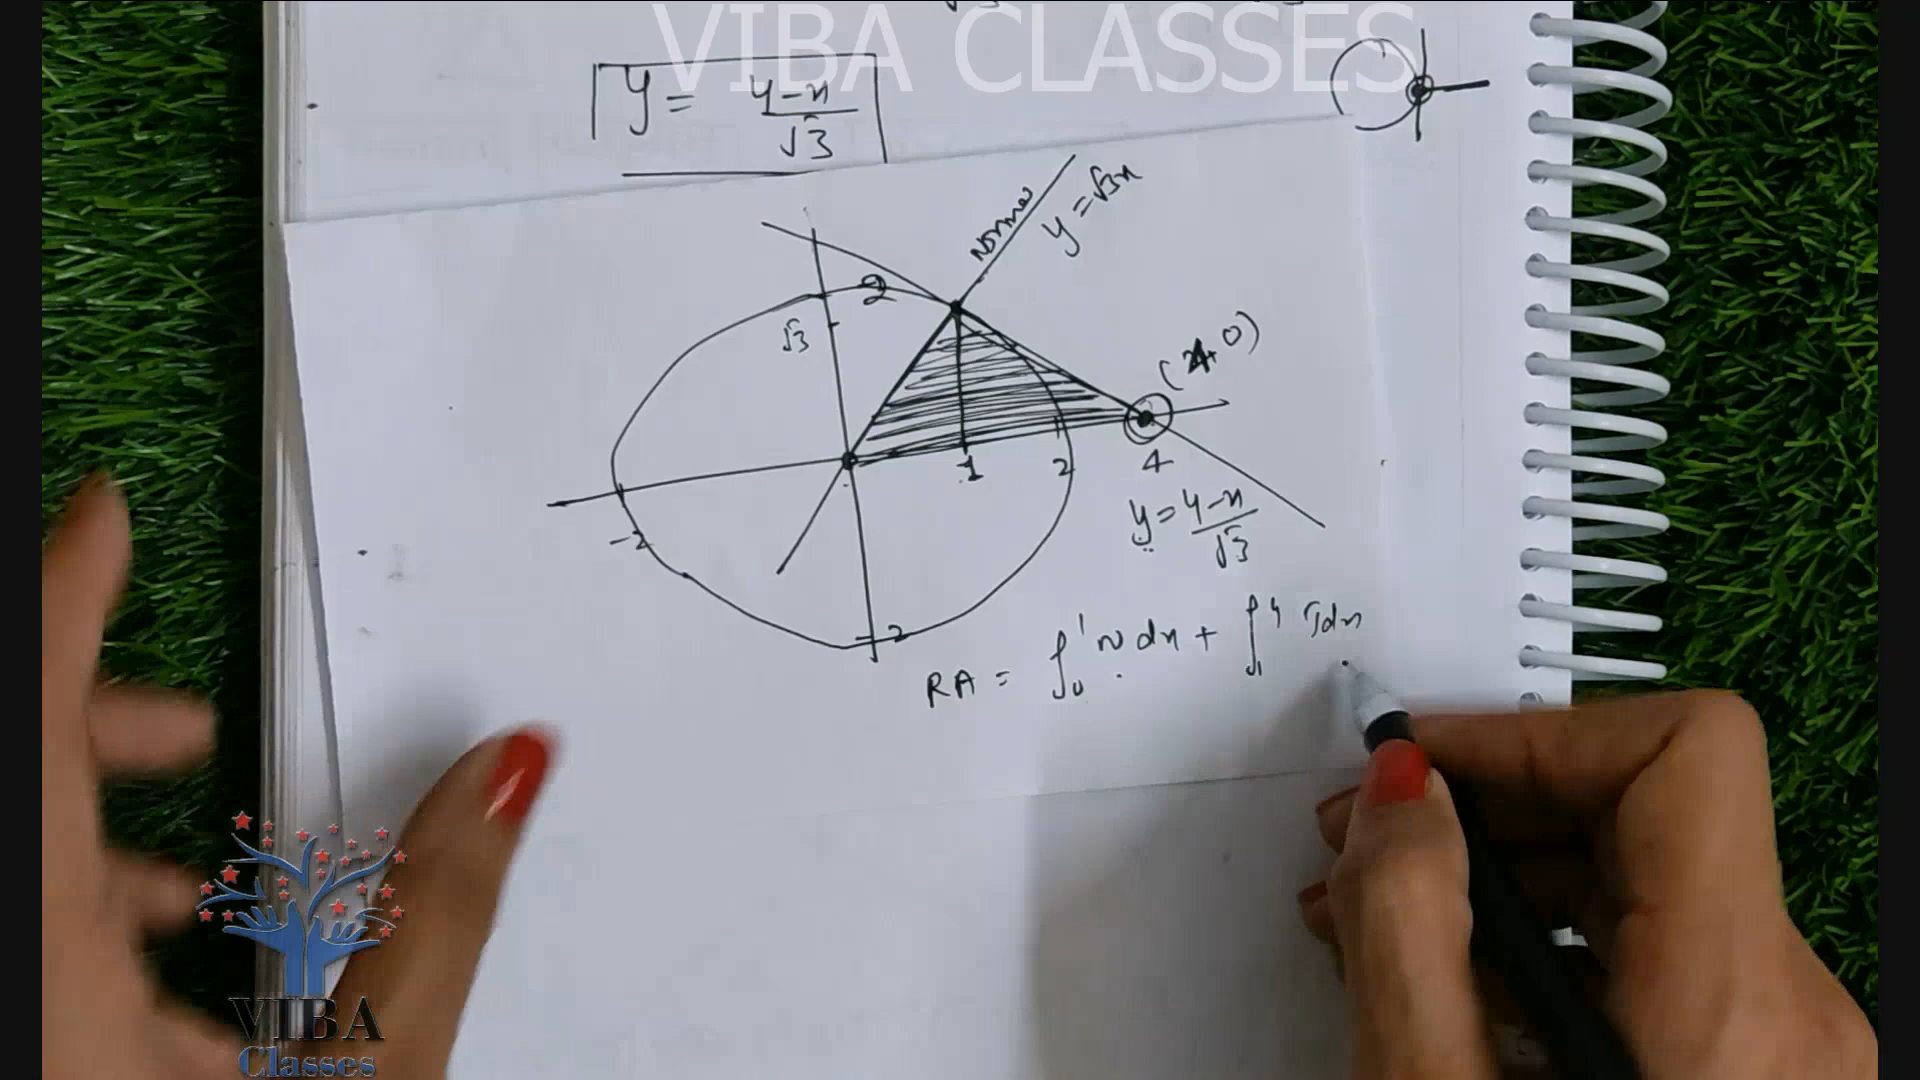 VIBA CLASSES
y = 4-x/√3
Normal
y = √3x
2
√3
(4, 0)
1
2
4
-2
y = 4-x/√3
-2
RA = ∫₀¹ N dx + ∫₁⁴ T dx
VIBA
Classes